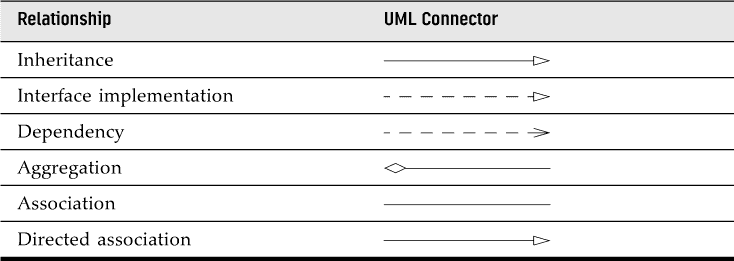 Relationship UML Connector
Inheritance
Interface implementation
Dependency
Aggregation
Association
Directed association